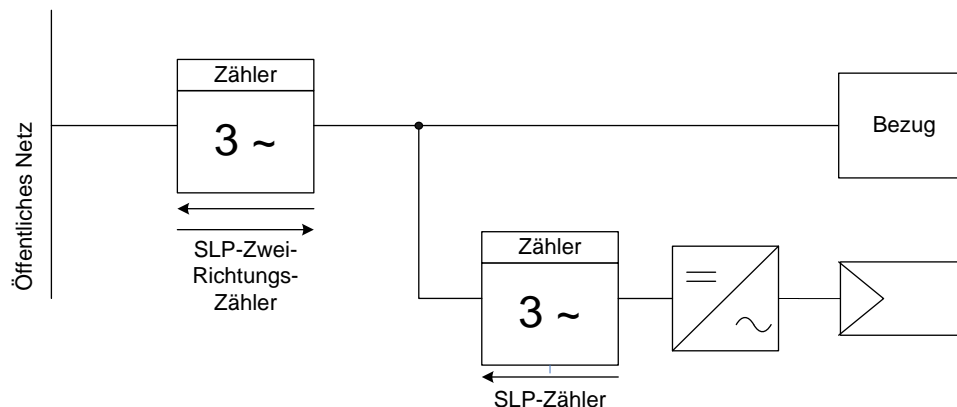 Öffentliches Netz
Zähler
3 ~
SLP-Zwei-
Richtungs-
Zähler
Bezug
Zähler
3 ~
SLP-Zähler